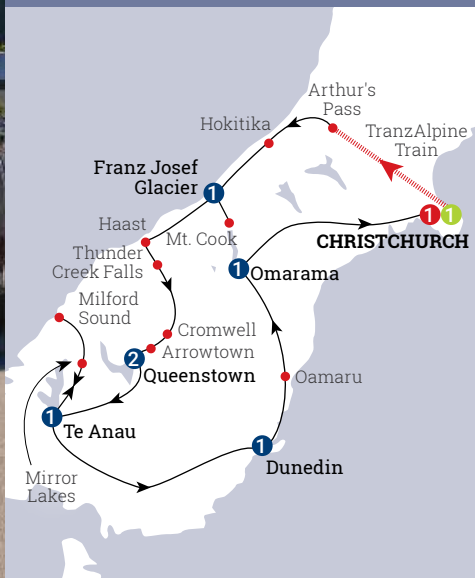 Arthur's
Pass
Hokitika
TranzAlpine
Train
Franz Josef
Glacier
1
1
1
CHRISTCHURCH
Haast
Mt. Cook
Thunder
Creek Falls
1
Omarama
Milford
Sound
Cromwell
Arrowtown
2
Queenstown
Oamaru
1
Te Anau
1
Dunedin
Mirror
Lakes